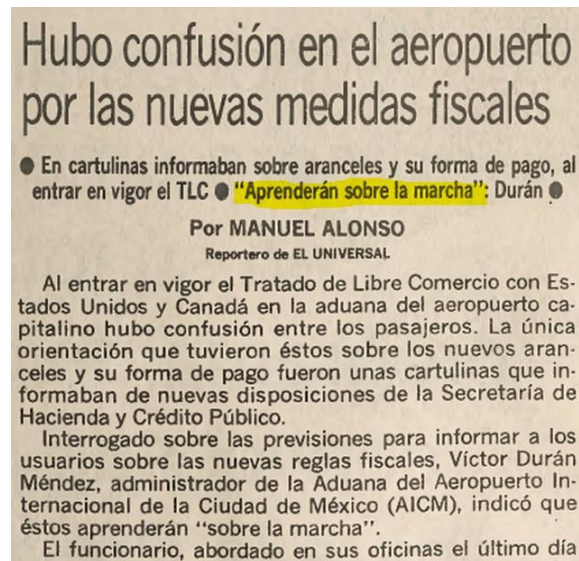 Hubo confusión en el aeropuerto
por las nuevas medidas fiscales
● En cartulinas informaban sobre aranceles y su forma de pago, al
entrar en vigor el TLC ● “Aprenderán sobre la marcha”: Durán ●
Por MANUEL ALONSO
Reportero de EL UNIVERSAL
Al entrar en vigor el Tratado de Libre Comercio con Es-
tados Unidos y Canadá en la aduana del aeropuerto ca-
pitalino hubo confusión entre los pasajeros. La única
orientación que tuvieron éstos sobre los nuevos aran-
celes y su forma de pago fueron unas cartulinas que in-
formaban de nuevas disposiciones de la Secretaría de
Hacienda y Crédito Público.
Interrogado sobre las previsiones para informar a los
usuarios sobre las nuevas reglas fiscales, Víctor Durán
Méndez, administrador de la Aduana del Aeropuerto In-
ternacional de la Ciudad de México (AICM), indicó que
éstos aprenderán “sobre la marcha”.
El funcionario, abordado en sus oficinas el último día